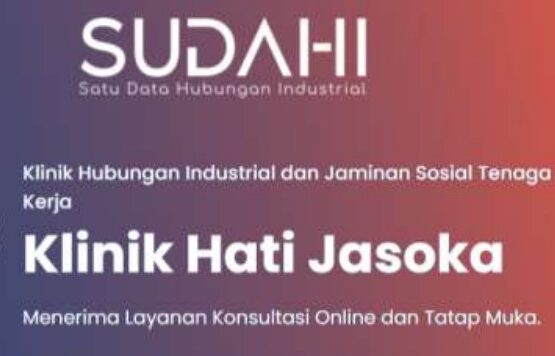 SUDAHI
Satu Data Hubungan Industrial
Klinik Hubungan Industrial dan Jaminan Sosial Tenaga
Kerja
Klinik Hati Jasoka
Menerima Layanan Konsultasi Online dan Tatap Muka.